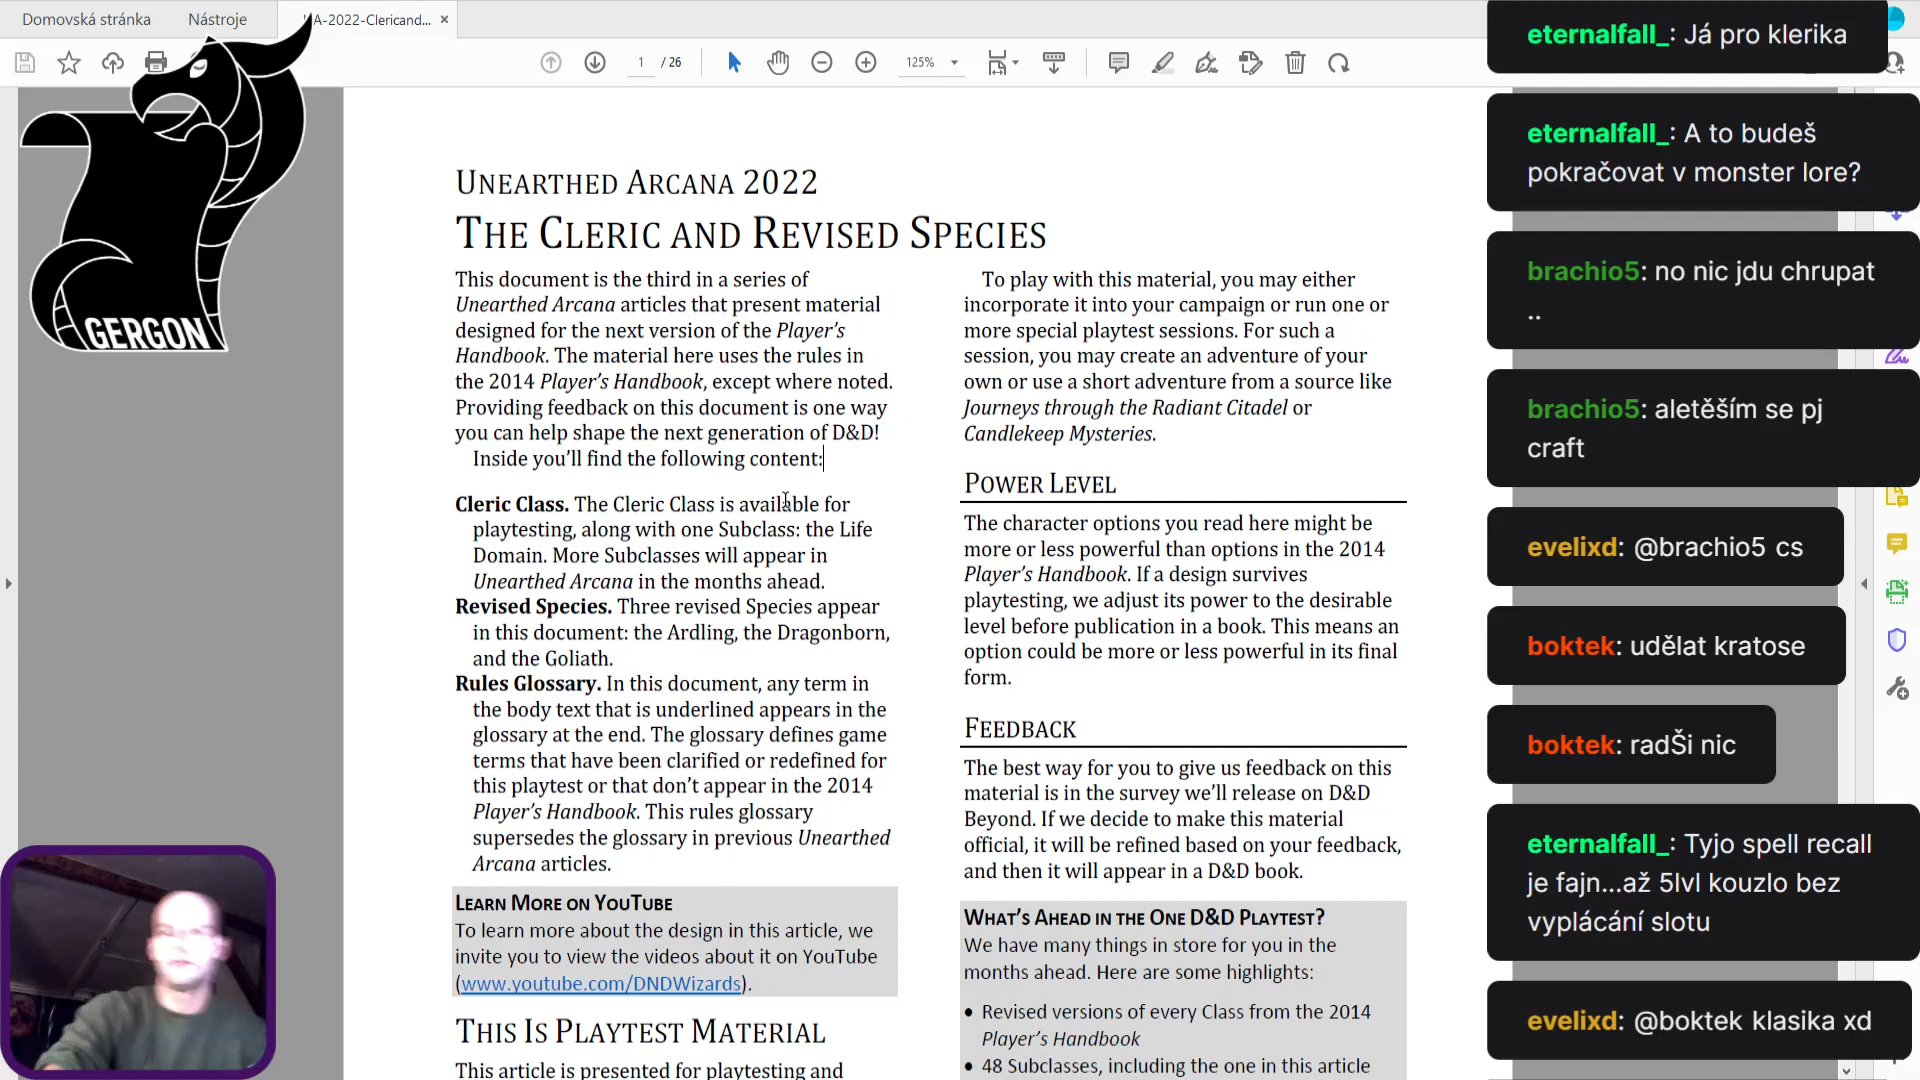 Domovská stránka
Nástroje
A-2022-Clericand...
1 / 26
125%
GERGON
UNEARTHED ARCANA 2022
THE CLERIC AND REVISED SPECIES
This document is the third in a series of
Unearthed Arcana articles that present material
designed for the next version of the Player's
Handbook. The material here uses the rules in
the 2014 Player's Handbook, except where noted.
Providing feedback on this document is one way
you can help shape the next generation of D&D!
Inside you'll find the following content:
Cleric Class. The Cleric Class is available for
playtesting, along with one Subclass: the Life
Domain. More Subclasses will appear in
Unearthed Arcana in the months ahead.
Revised Species. Three revised Species appear
in this document: the Ardling, the Dragonborn,
and the Goliath.
Rules Glossary. In this document, any term in
the body text that is underlined appears in the
glossary at the end. The glossary defines game
terms that have been clarified or redefined for
this playtest or that don't appear in the 2014
Player's Handbook. This rules glossary
supersedes the glossary in previous Unearthed
Arcana articles.
LEARN MORE ON YOUTUBE
To learn more about the design in this article, we
invite you to view the videos about it on YouTube
(www.youtube.com/DNDWizards).
THIS IS PLAYTEST MATERIAL
This article is presented for playtesting and
To play with this material, you may either
incorporate it into your campaign or run one or
more special playtest sessions. For such a
session, you may create an adventure of your
own or use a short adventure from a source like
Journeys through the Radiant Citadel or
Candlekeep Mysteries.
POWER LEVEL
The character options you read here might be
more or less powerful than options in the 2014
Player's Handbook. If a design survives
playtesting, we adjust its power to the desirable
level before publication in a book. This means an
option could be more or less powerful in its final
form.
FEEDBACK
The best way for you to give us feedback on this
material is in the survey we'll release on D&D
Beyond. If we decide to make this material
official, it will be refined based on your feedback,
and then it will appear in a D&D book.
WHAT'S AHEAD IN THE ONE D&D PLAYTEST?
We have many things in store for you in the
months ahead. Here are some highlights:
• Revised versions of every Class from the 2014
Player's Handbook
• 48 Subclasses, including the one in this article
eternalfall_: Já pro klerika
eternalfall_: A to budeš
pokračovat v monster lore?
brachio5: no nic jdu chrupat
..
brachio5: aletěším se pj
craft
evelixd: @brachio5 cs
boktek: udělat kratose
boktek: radŠi nic
eternalfall_: Tyjo spell recall
je fajn...až 5lvl kouzlo bez
vyplácání slotu
evelixd: @boktek klasika xd